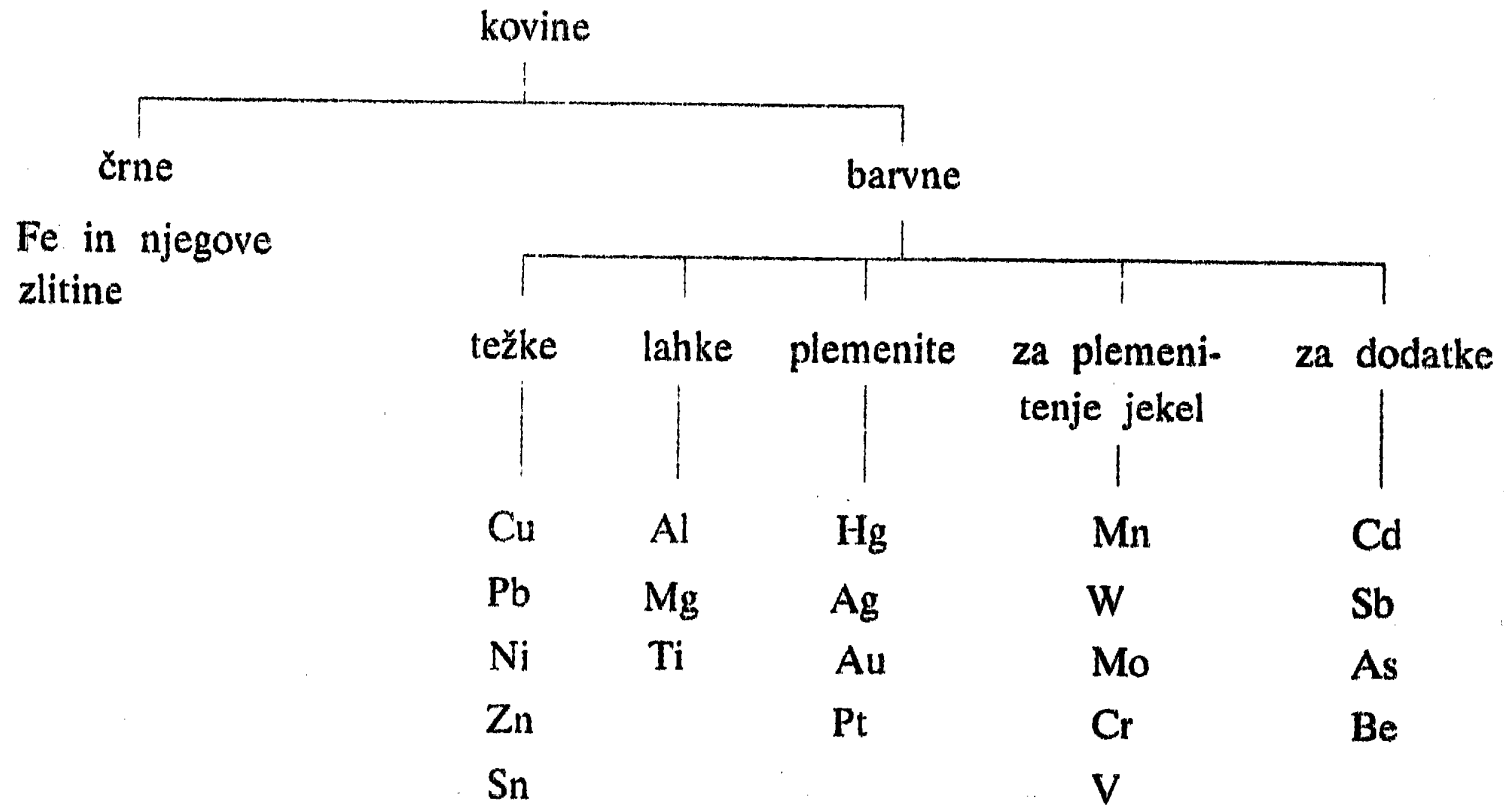 kovine
črne
barvne
Fe in njegove
zlitine
težke lahke plemenite za plemeni- za dodatke
tenje jekel
Cu Al Hg Mn Cd
Pb Mg Ag W Sb
Ni Ti Au Mo As
Zn Pt Cr Be
Sn V